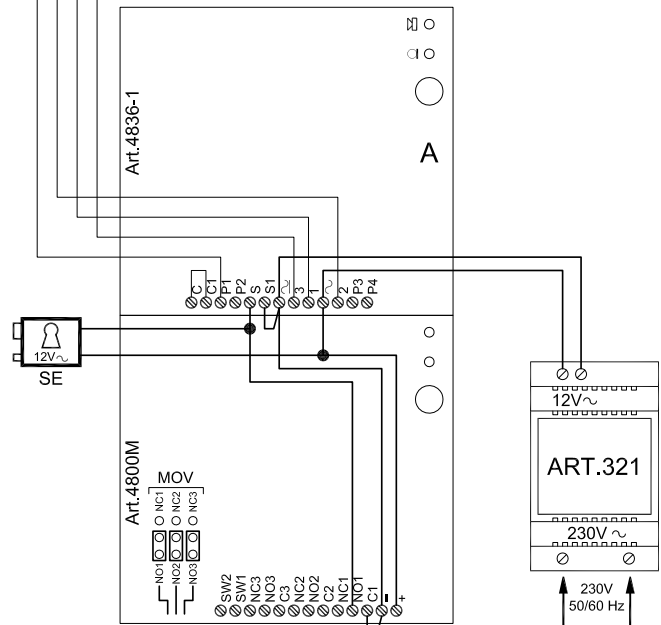 Art.4836-1
A
C
C1
P1
P2
S
S1
3
1
2
P3
P4
12V~
SE
Art.4800M
MOV
NC1
NC2
NC3
NO1
NO2
NO3
SW2
SW1
NC3
NO3
C3
NC2
NO2
C2
NC1
NO1
C1
-
+
12V~
ART.321
230V~
230V
50/60 Hz